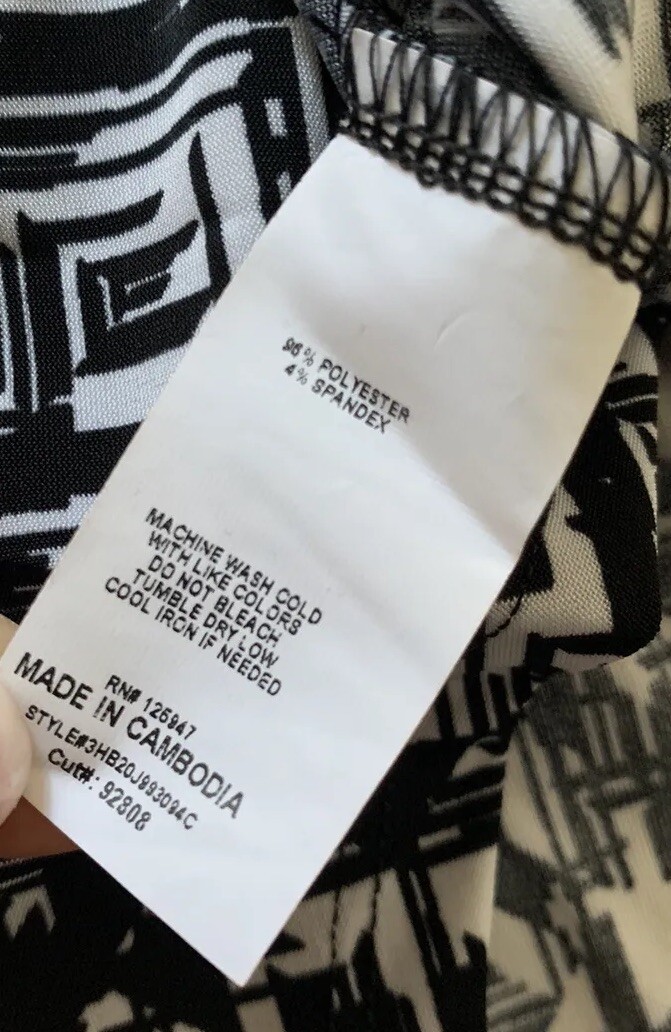 96% POLYESTER
4% SPANDEX
MACHINE WASH COLD
WITH LIKE COLORS
DO NOT BLEACH
TUMBLE DRY LOW
COOL IRON IF NEEDED
RN# 125947
MADE IN CAMBODIA
STYLE#3HB20J993094C
Cut#: 92808